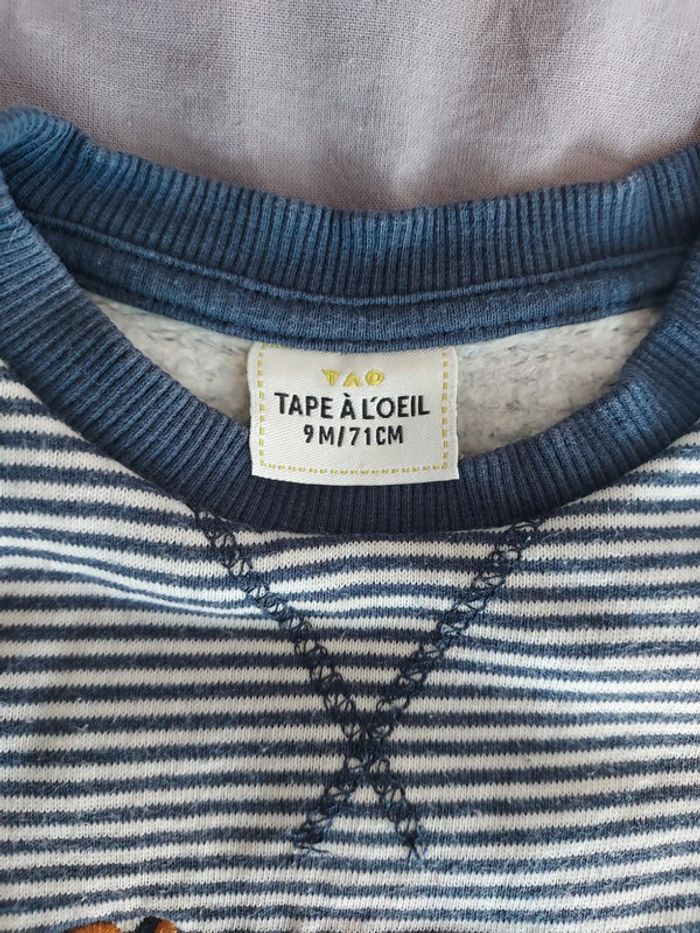 TAO
TAPE À L'OEIL
9M/71CM